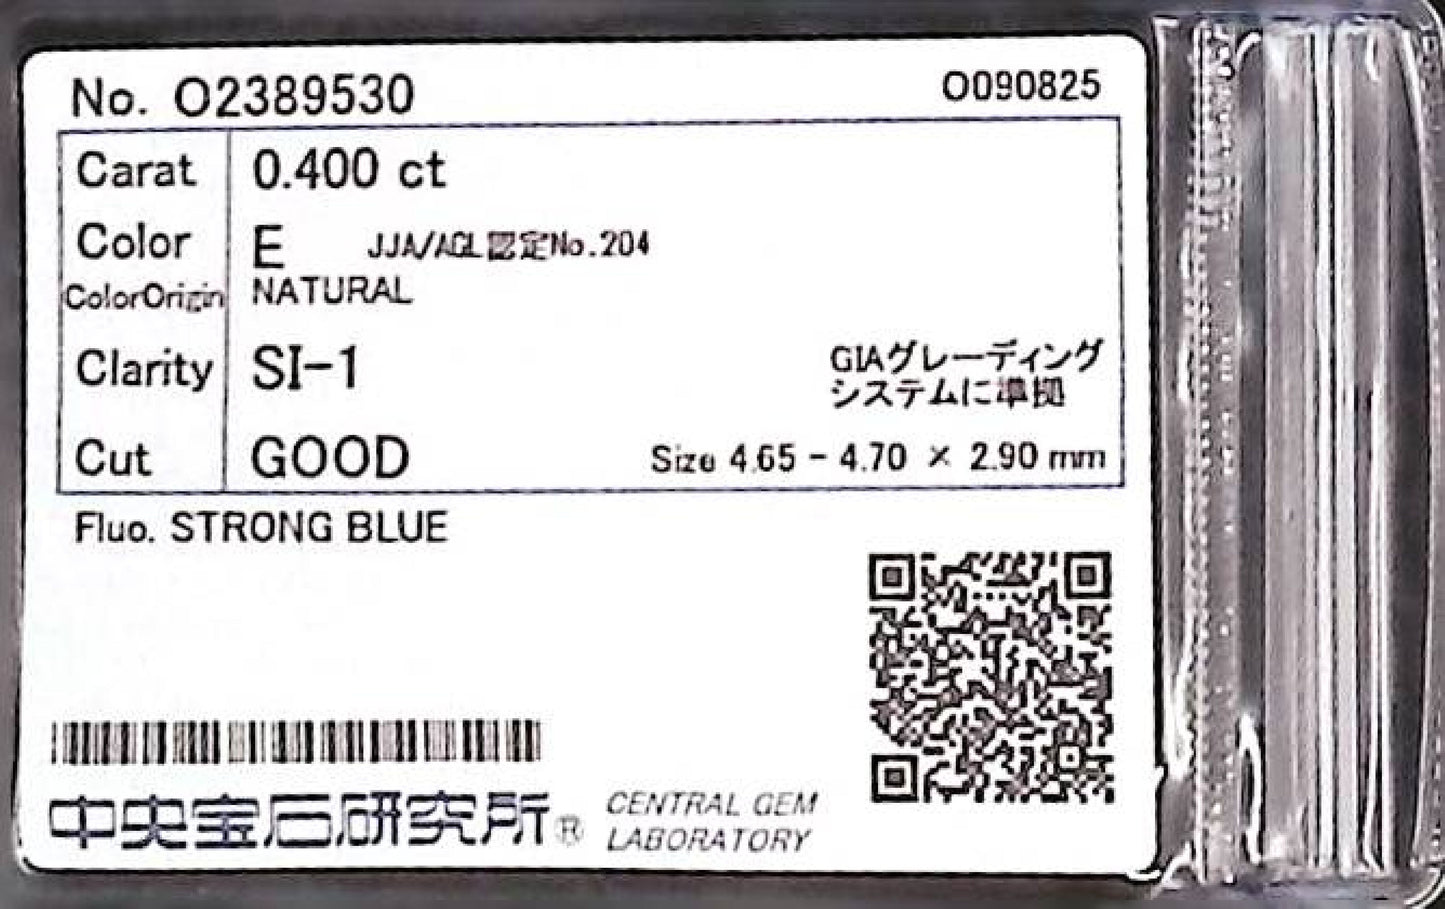 No. O2389530
O090825
Carat 0.400 ct
Color E JJA/AGL認定No.204
ColorOrigin NATURAL
Clarity SI-1
GIAグレーディング
システムに準拠
Cut GOOD Size 4.65 - 4.70 × 2.90 mm
Fluo. STRONG BLUE
中央宝石研究所® CENTRAL GEM
LABORATORY